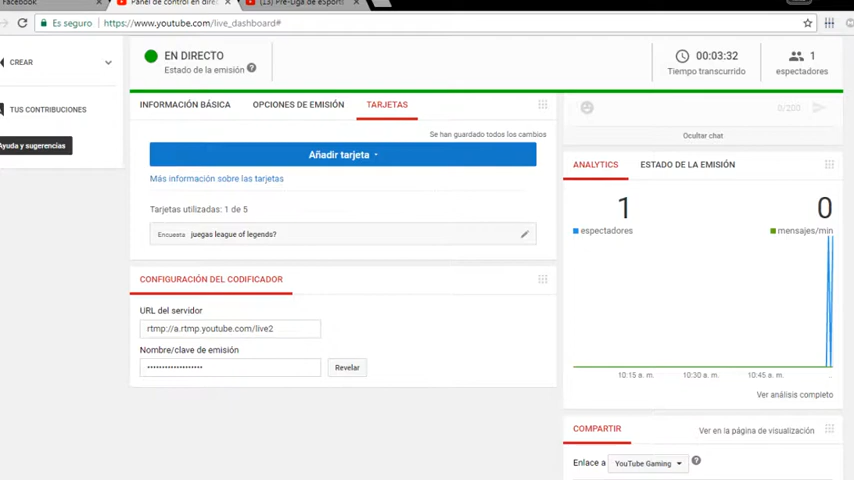 Facebook
Panel de control en direc
(13) Pre-Liga de eSports
Es seguro
https://www.youtube.com/live_dashboard#
CREAR
TUS CONTRIBUCIONES
Ayuda y sugerencias
EN DIRECTO
Estado de la emisión
00:03:32
Tiempo transcurrido
1
espectadores
INFORMACIÓN BÁSICA
OPCIONES DE EMISIÓN
TARJETAS
Se han guardado todos los cambios
Añadir tarjeta
Más información sobre las tarjetas
Tarjetas utilizadas: 1 de 5
Encuesta juegas league of legends?
CONFIGURACIÓN DEL CODIFICADOR
URL del servidor
rtmp://a.rtmp.youtube.com/live2
Nombre/clave de emisión
••••••••••••••••••• Revelar
0/200
Ocultar chat
ANALYTICS
ESTADO DE LA EMISIÓN
1
espectadores
0
mensajes/min
10:15 a. m.
10:30 a. m.
10:45 a. m.
Ver análisis completo
COMPARTIR
Ver en la página de visualización
Enlace a YouTube Gaming